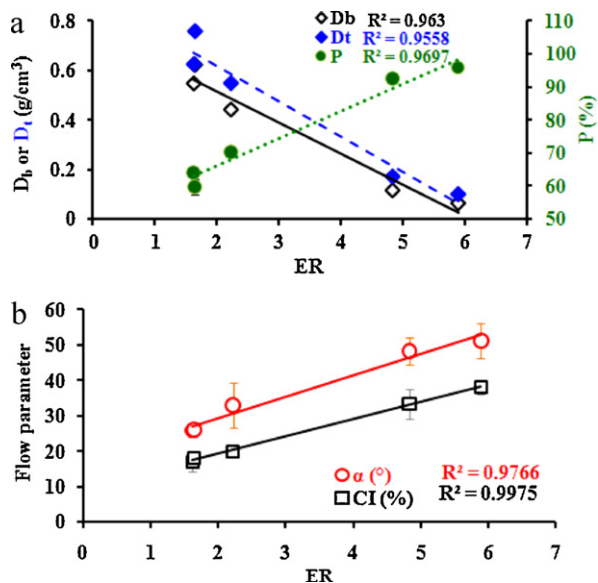 a
Db R² = 0.963
Dt R² = 0.9558
P R² = 0.9697
D_b or D_t (g/cm³)
0.8
0.6
0.4
0.2
0
P (%)
110
100
90
80
70
60
50
0 1 2 3 4 5 6 7
ER
b
Flow parameter
60
50
40
30
20
10
0
α (°) R² = 0.9766
CI (%) R² = 0.9975
0 1 2 3 4 5 6 7
ER